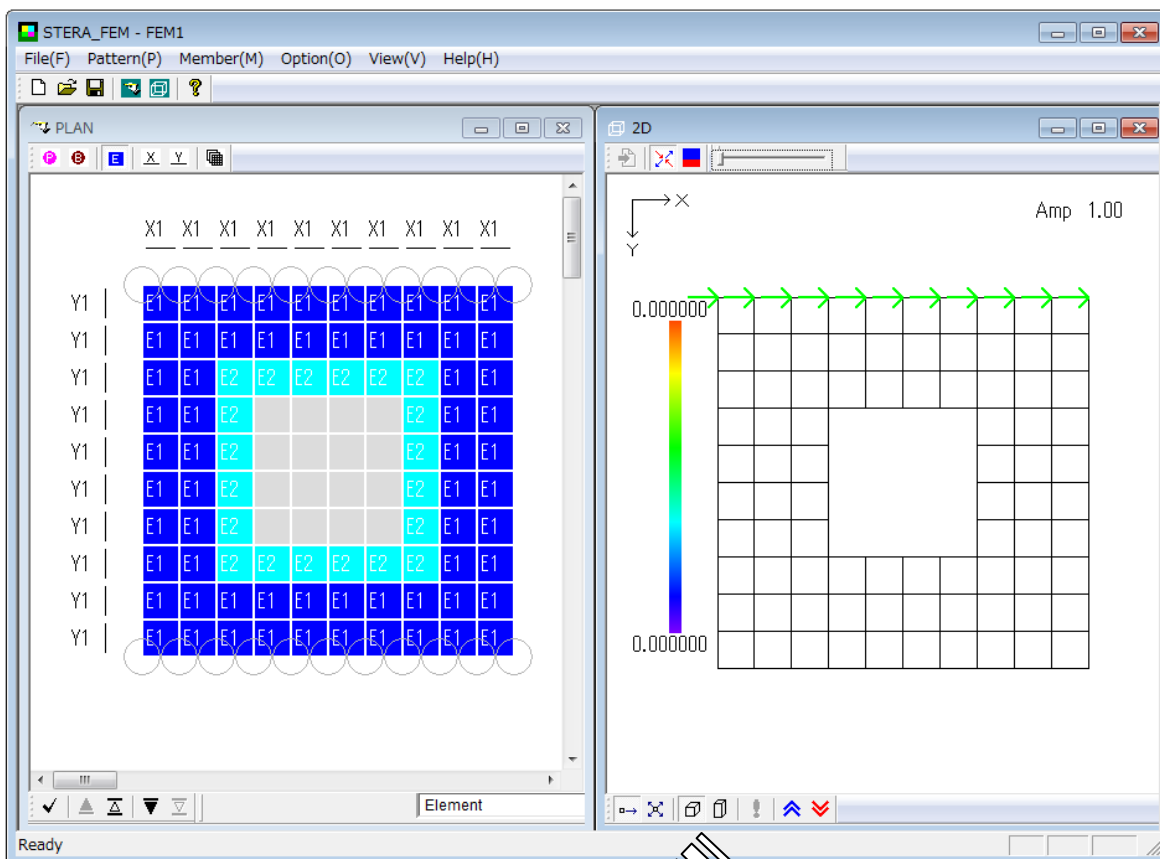 STERA_FEM - FEM1
File(F) Pattern(P) Member(M) Option(O) View(V) Help(H)
PLAN
P B E X Y
X1 X1 X1 X1 X1 X1 X1 X1 X1 X1
Y1 E1 E1 E1 E1 E1 E1 E1 E1 E1 E1
Y1 E1 E1 E1 E1 E1 E1 E1 E1 E1 E1
Y1 E1 E1 E2 E2 E2 E2 E2 E2 E1 E1
Y1 E1 E1 E2 E2 E1 E1
Y1 E1 E1 E2 E2 E1 E1
Y1 E1 E1 E2 E2 E1 E1
Y1 E1 E1 E2 E2 E1 E1
Y1 E1 E1 E2 E2 E2 E2 E2 E2 E1 E1
Y1 E1 E1 E1 E1 E1 E1 E1 E1 E1 E1
Y1 E1 E1 E1 E1 E1 E1 E1 E1 E1 E1
Element
2D
X
Y
Amp 1.00
0.000000
0.000000
Ready